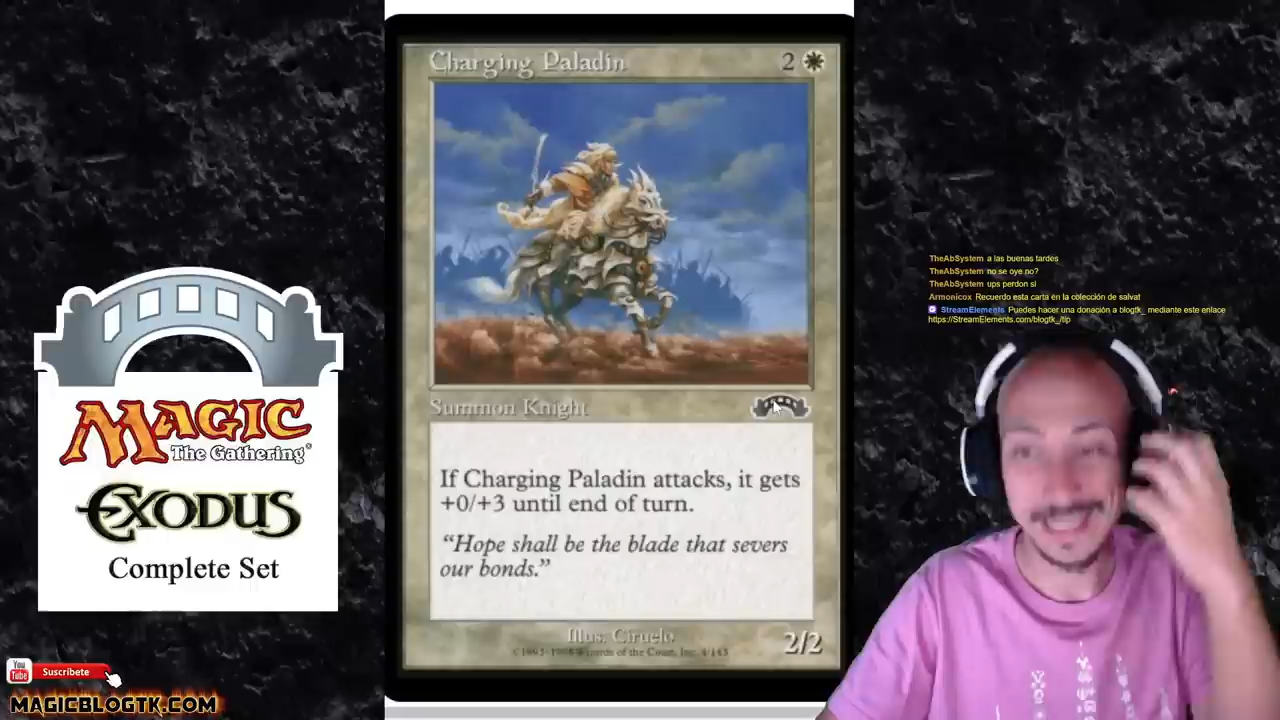 Charging Paladin 2
Summon Knight
If Charging Paladin attacks, it gets
+0/+3 until end of turn.
"Hope shall be the blade that severs
our bonds."
Illus. Ciruelo
2/2
MAGIC
The Gathering®
EXODUS
Complete Set
TheAbSystem a las buenas tardes
TheAbSystem no se oye no?
TheAbSystem ups perdon si
Armonicox Recuerdo esta carta en la colección de salvat
StreamElements Puedes hacer una donación a blogtk_ mediante este enlace
https://StreamElements.com/blogtk_/tip
You
Tube
Suscríbete
MAGICBLOGTK.COM